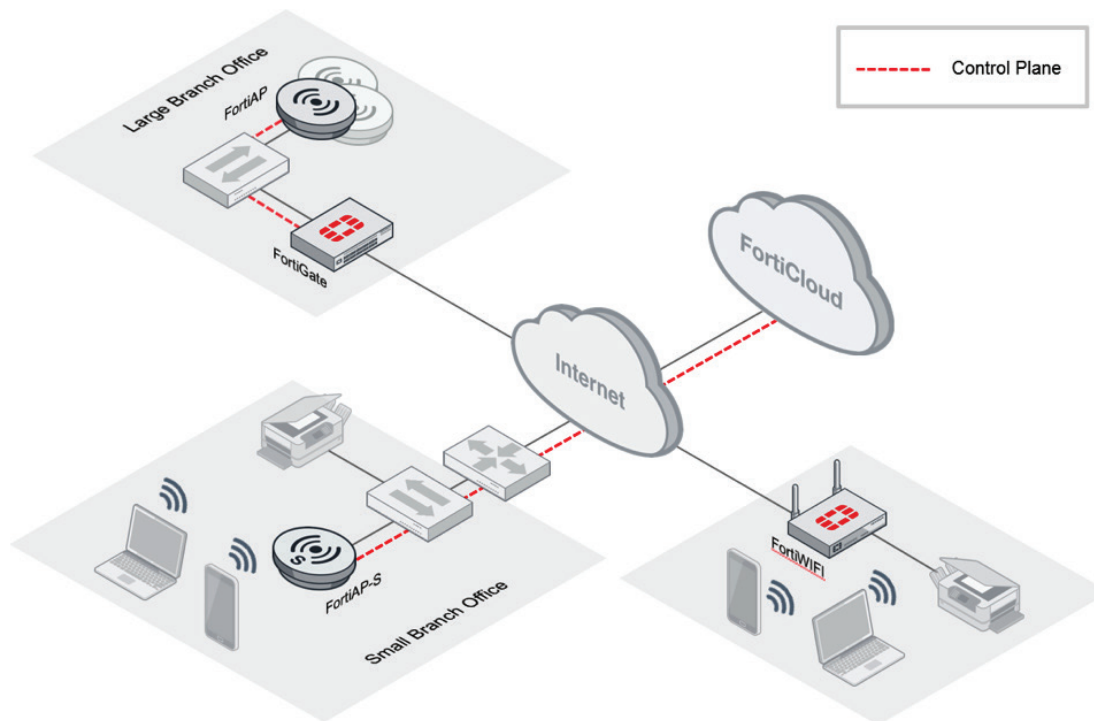 Large Branch Office
FortiAP
FortiGate
Control Plane
FortiCloud
Internet
S
FortiAP-S
Small Branch Office
FortiWIFI